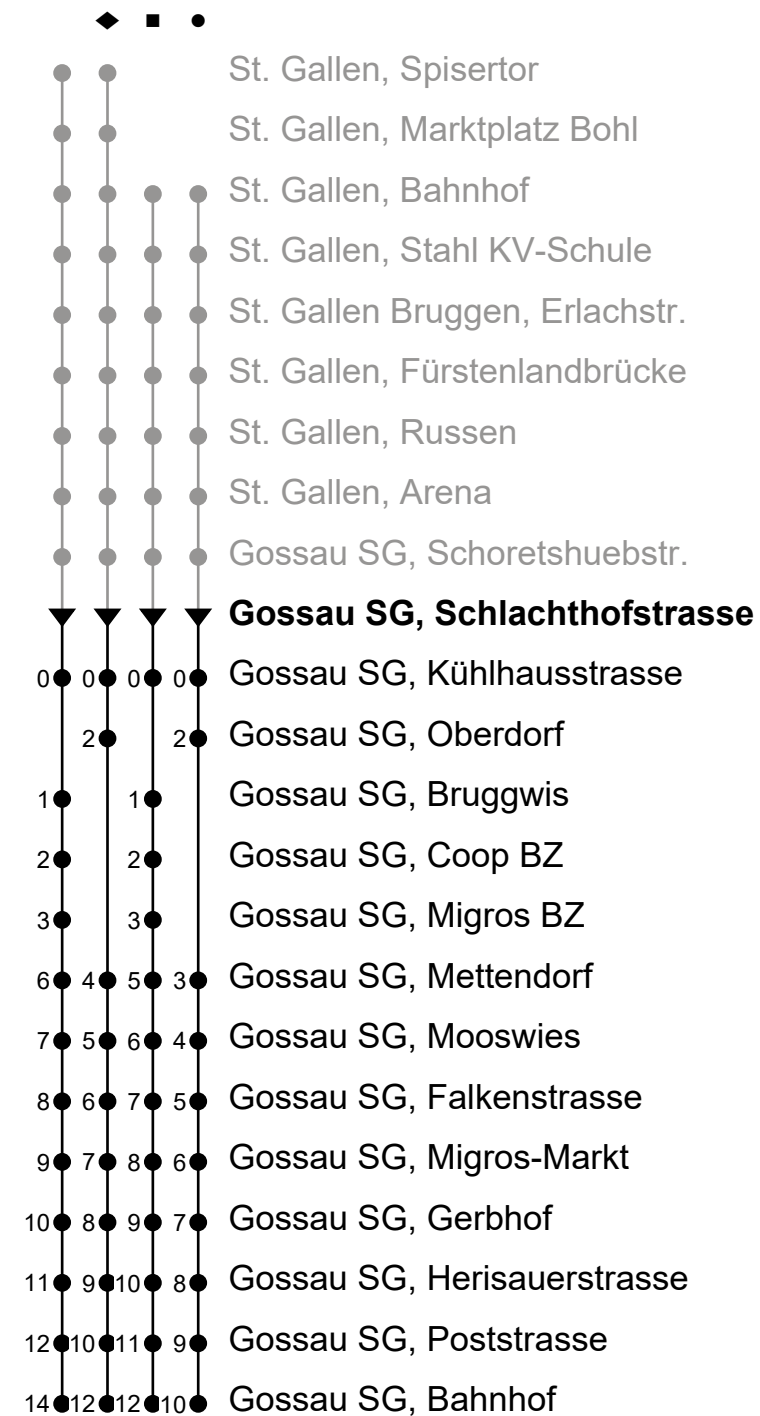 ◆ ■ ●
St. Gallen, Spisertor
St. Gallen, Marktplatz Bohl
St. Gallen, Bahnhof
St. Gallen, Stahl KV-Schule
St. Gallen Bruggen, Erlachstr.
St. Gallen, Fürstenlandbrücke
St. Gallen, Russen
St. Gallen, Arena
Gossau SG, Schoretshuebstr.
Gossau SG, Schlachthofstrasse
0 0 0 0 Gossau SG, Kühlhausstrasse
2 2 Gossau SG, Oberdorf
1 1 Gossau SG, Bruggwis
2 2 Gossau SG, Coop BZ
3 3 Gossau SG, Migros BZ
6 4 5 3 Gossau SG, Mettendorf
7 5 6 4 Gossau SG, Mooswies
8 6 7 5 Gossau SG, Falkenstrasse
9 7 8 6 Gossau SG, Migros-Markt
10 8 9 7 Gossau SG, Gerbhof
11 9 10 8 Gossau SG, Herisauerstrasse
12 10 11 9 Gossau SG, Poststrasse
14 12 12 10 Gossau SG, Bahnhof